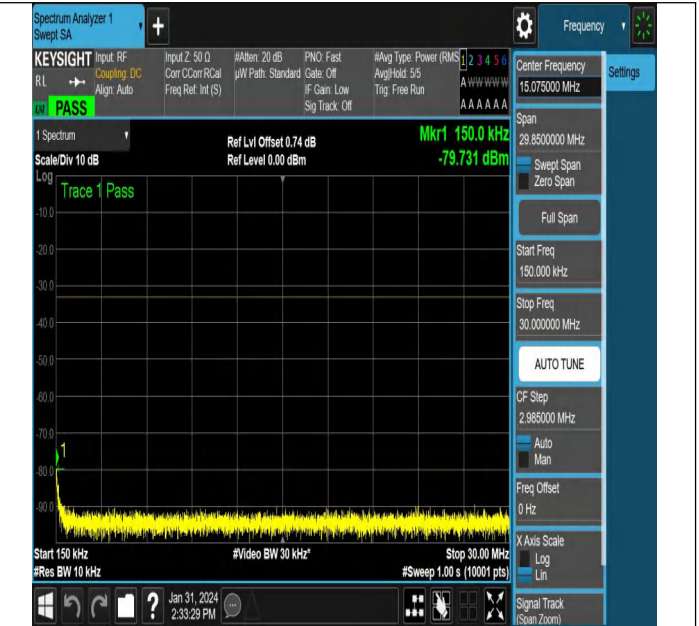 Spectrum Analyzer 1
Swept SA
+
Frequency
KEYSIGHT
RL
LXI PASS
Input: RF
Coupling: DC
Align: Auto
Input Z: 50 Ω
Corr CCorr RCal
Freq Ref: Int (S)
#Atten: 20 dB
µW Path: Standard
PNO: Fast
Gate: Off
IF Gain: Low
Sig Track: Off
#Avg Type: Power (RMS
Avg|Hold: 5/5
Trig: Free Run
1 2 3 4 5 6
A W W W W W
A A A A A A
1 Spectrum
Scale/Div 10 dB
Ref Lvl Offset 0.74 dB
Ref Level 0.00 dBm
Mkr1 150.0 kHz
-79.731 dBm
Log
Trace 1 Pass
-10.0
-20.0
-30.0
-40.0
-50.0
-60.0
-70.0
1
-80.0
-90.0
Start 150 kHz
#Video BW 30 kHz*
Stop 30.00 MHz
#Res BW 10 kHz
#Sweep 1.00 s (10001 pts)
Center Frequency
15.075000 MHz
Settings
Span
29.8500000 MHz
Swept Span
Zero Span
Full Span
Start Freq
150.000 kHz
Stop Freq
30.000000 MHz
AUTO TUNE
CF Step
2.985000 MHz
Auto
Man
Freq Offset
0 Hz
X Axis Scale
Log
Lin
Signal Track
(Span Zoom)
?
Jan 31, 2024
2:33:29 PM